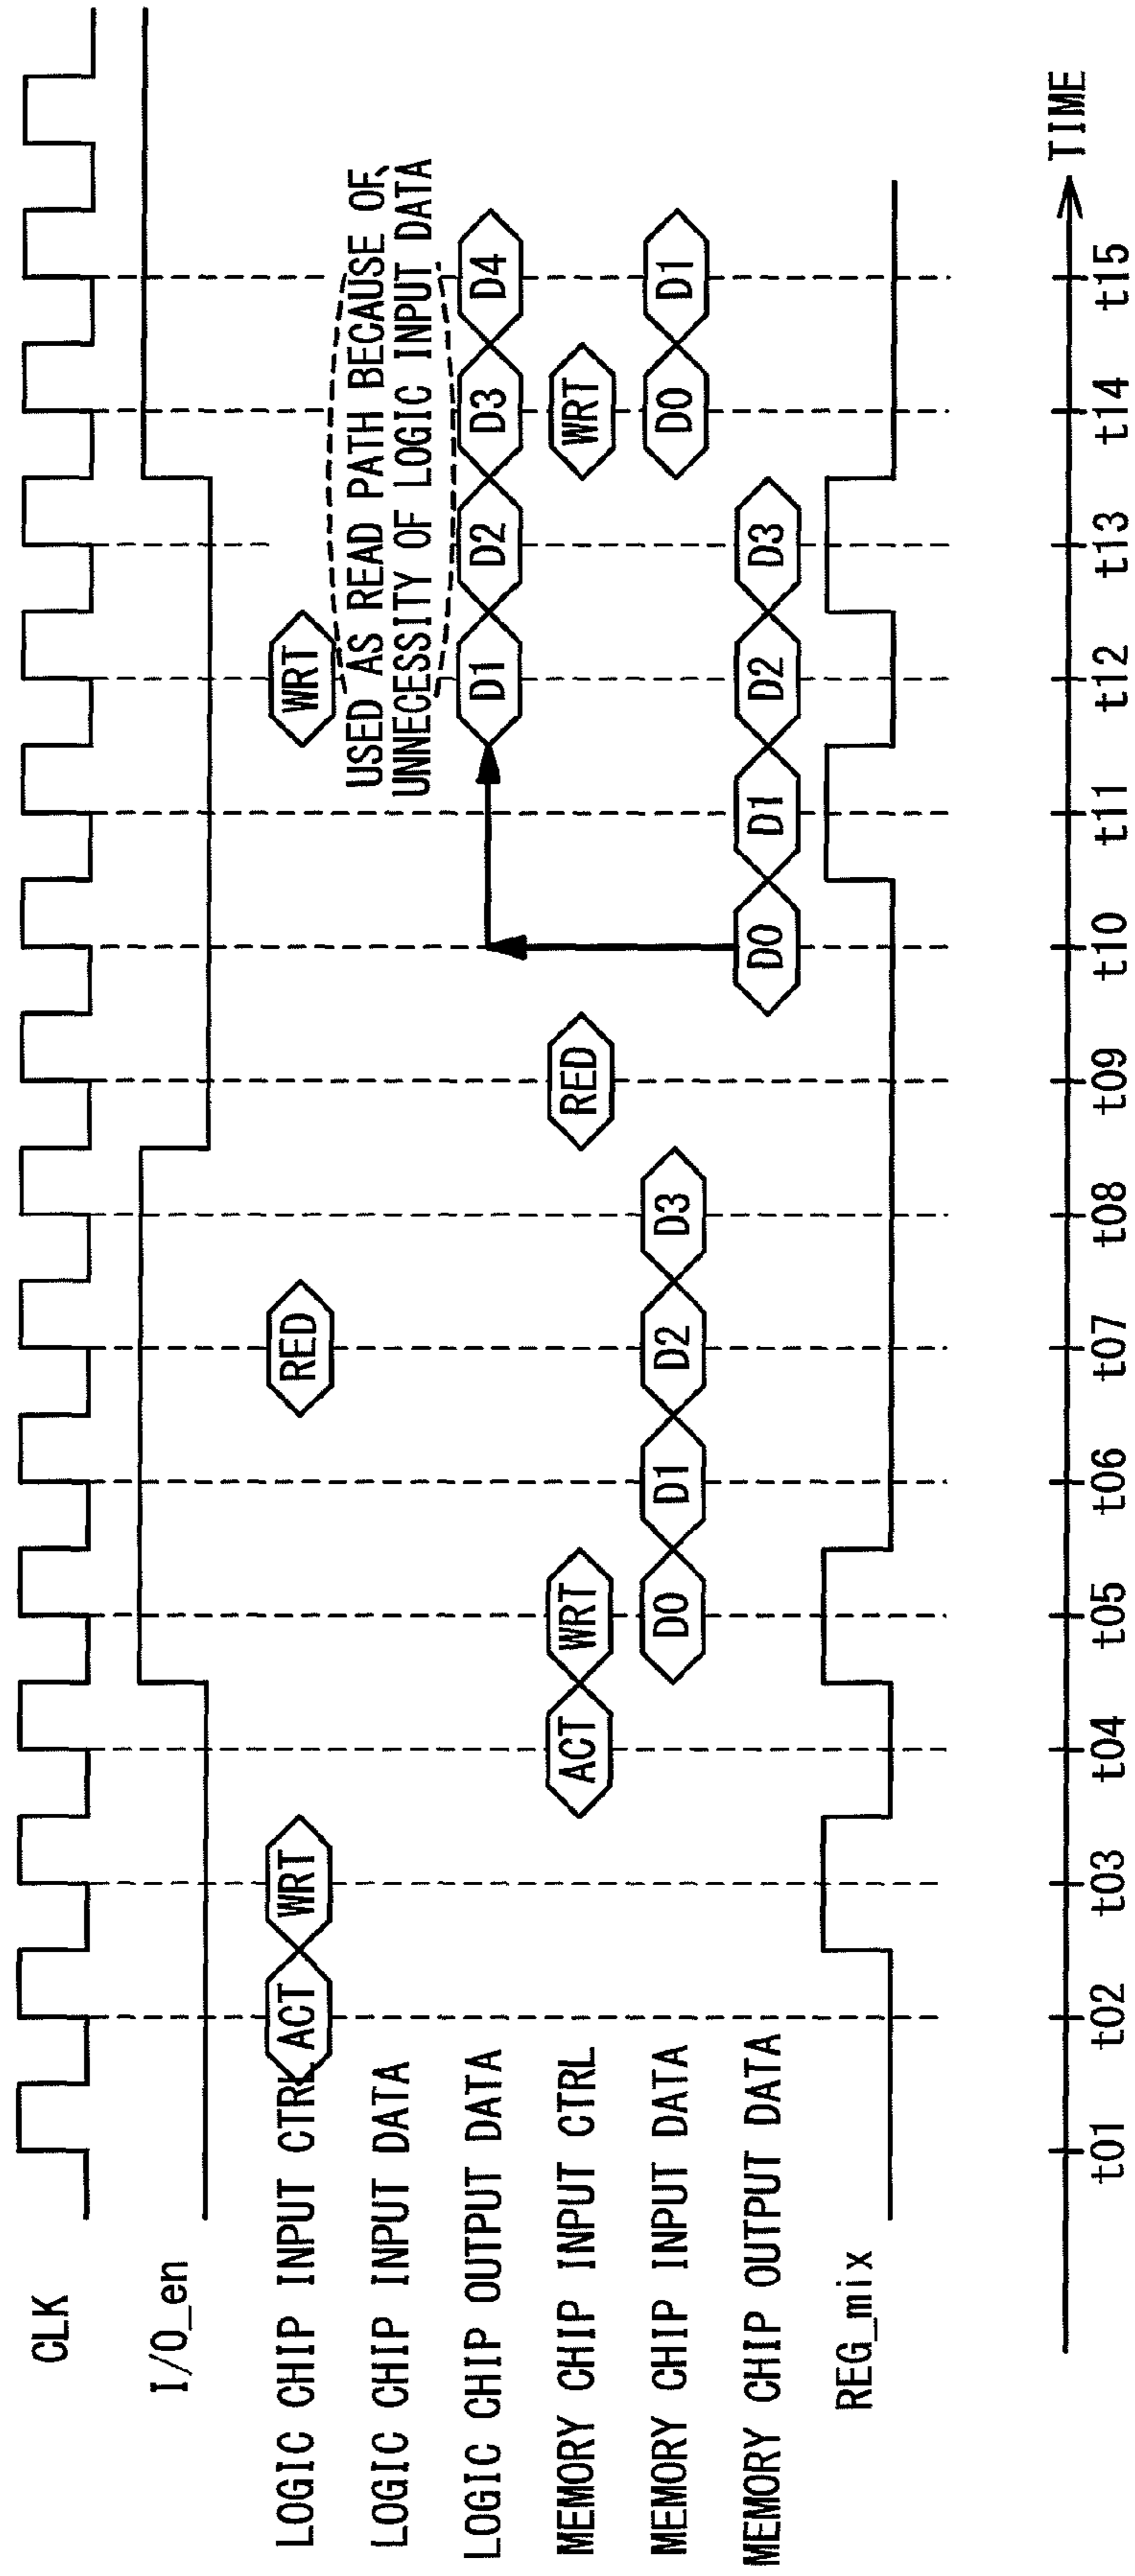 CLK
I/O_en
LOGIC CHIP INPUT CTRL ACT WRT RED WRT
LOGIC CHIP INPUT DATA
USED AS READ PATH BECAUSE OF
UNNECESSITY OF LOGIC INPUT DATA
LOGIC CHIP OUTPUT DATA D1 D2 D3 D4
MEMORY CHIP INPUT CTRL ACT WRT RED WRT
MEMORY CHIP INPUT DATA D0 D1 D2 D3 D0 D1
MEMORY CHIP OUTPUT DATA D0 D1 D2 D3
REG_mix
TIME
t01 t02 t03 t04 t05 t06 t07 t08 t09 t10 t11 t12 t13 t14 t15